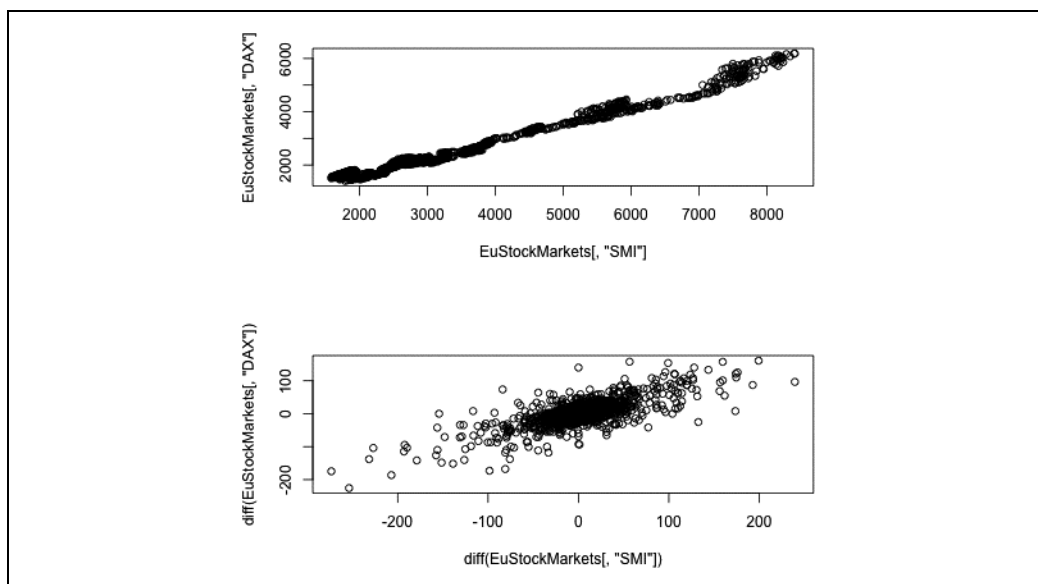 EuStockMarkets[, "DAX"]
6000
4000
2000
2000 3000 4000 5000 6000 7000 8000
EuStockMarkets[, "SMI"]
diff(EuStockMarkets[, "DAX"])
100
0
-200
-200 -100 0 100 200
diff(EuStockMarkets[, "SMI"])